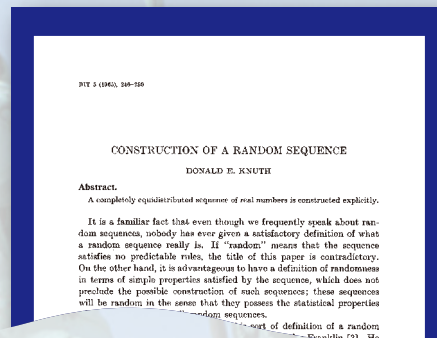 BIT 5 (1965), 246–250
CONSTRUCTION OF A RANDOM SEQUENCE
DONALD E. KNUTH
Abstract.
A completely equidistributed sequence of real numbers is constructed explicitly.
It is a familiar fact that even though we frequently speak about ran-
dom sequences, nobody has ever given a satisfactory definition of what
a random sequence really is. If "random" means that the sequence
satisfies no predictable rules, the title of this paper is contradictory.
On the other hand, it is advantageous to have a definition of randomness
in terms of simple properties satisfied by the sequence, which does not
preclude the possible construction of such sequences; these sequences
will be random in the sense that they possess the statistical properties
random sequences.
sort of definition of a random
Franklin [2]. He